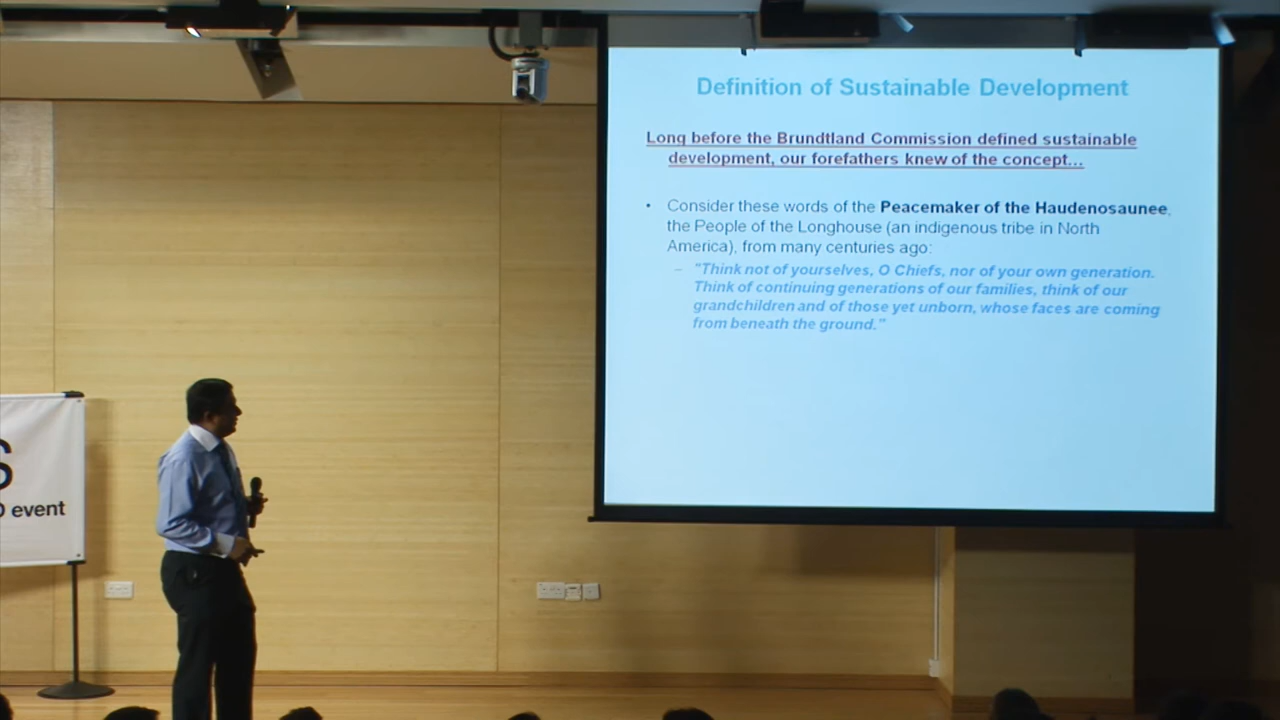 Definition of Sustainable Development
Long before the Brundtland Commission defined sustainable
development, our forefathers knew of the concept...
• Consider these words of the Peacemaker of the Haudenosaunee,
the People of the Longhouse (an indigenous tribe in North
America), from many centuries ago:
– "Think not of yourselves, O Chiefs, nor of your own generation.
Think of continuing generations of our families, think of our
grandchildren and of those yet unborn, whose faces are coming
from beneath the ground."
S
event